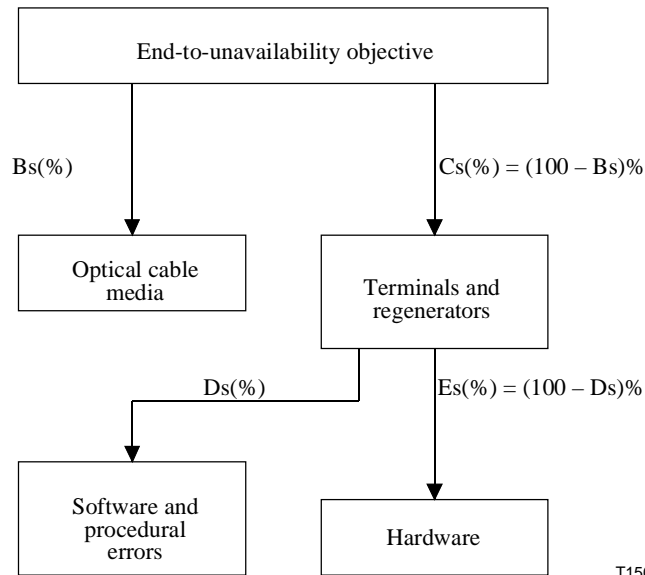 End-to-unavailability objective
Bs(%)
Cs(%) = (100 – Bs)%
Optical cable
media
Terminals and
regenerators
Ds(%)
Es(%) = (100 – Ds)%
Software and
procedural
errors
Hardware